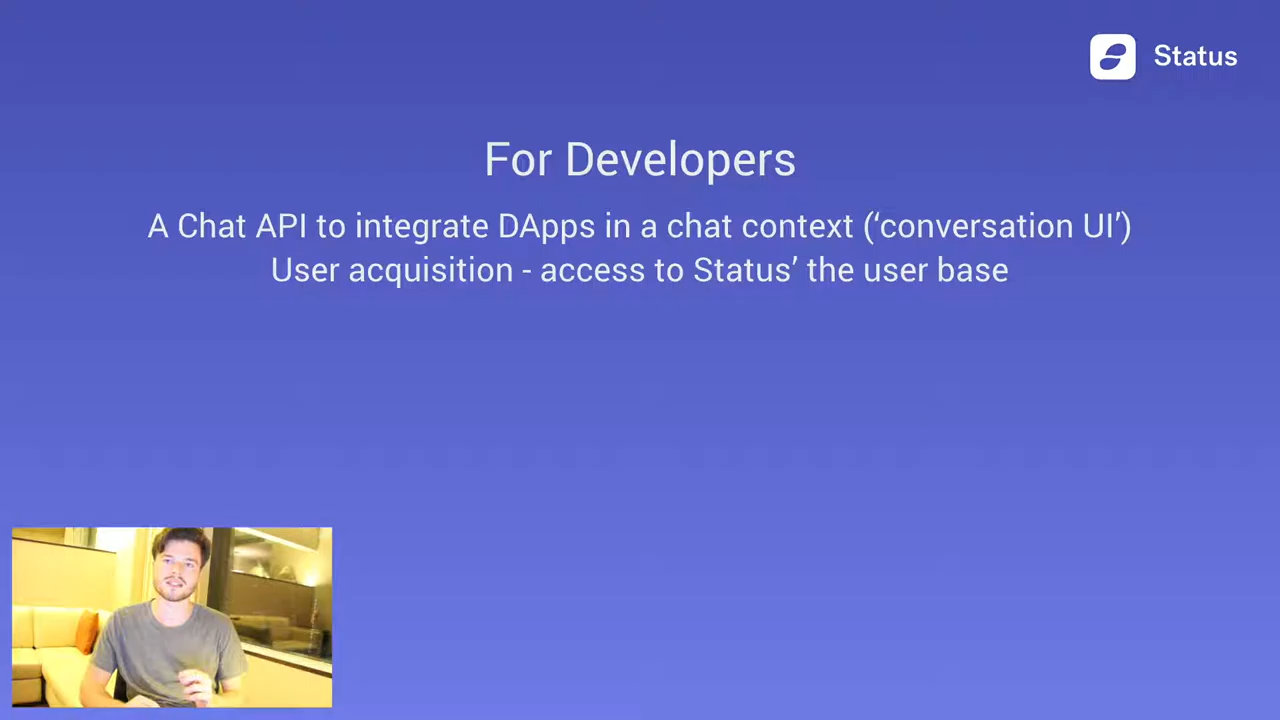 Status
For Developers
A Chat API to integrate DApps in a chat context (‘conversation UI’)
User acquisition - access to Status’ the user base